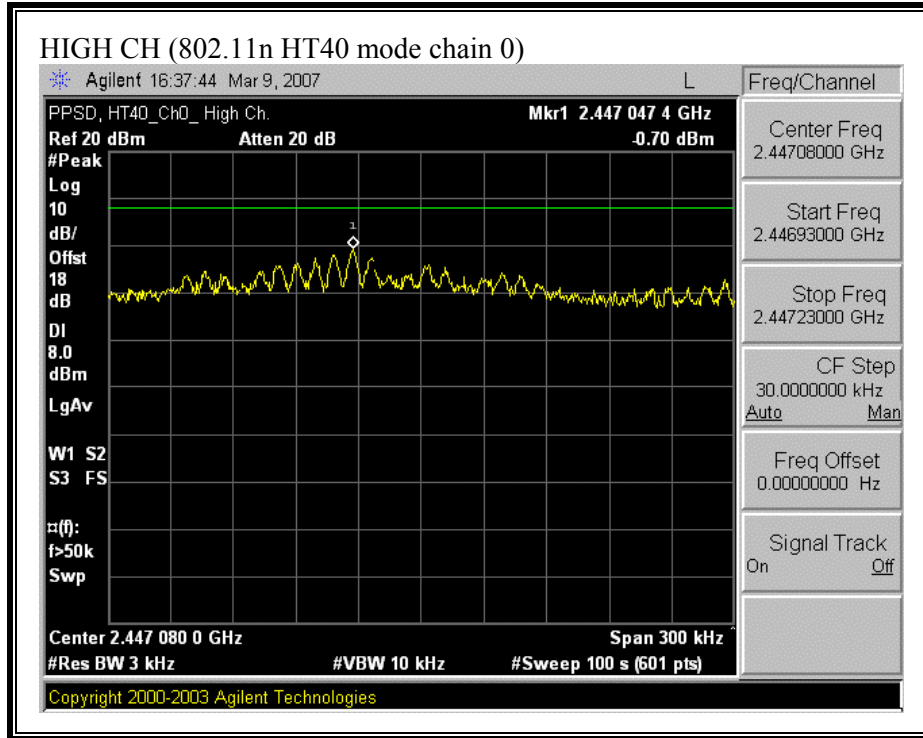 HIGH CH (802.11n HT40 mode chain 0)
Agilent 16:37:44 Mar 9, 2007 L
Freq/Channel
PPSD, HT40_Ch0_ High Ch. Mkr1 2.447 047 4 GHz
Ref 20 dBm Atten 20 dB -0.70 dBm
#Peak
Log
10
dB/
Offst
18
dB
DI
8.0
dBm
LgAv
W1 S2
S3 FS
¤(f):
f>50k
Swp
1
Center 2.447 080 0 GHz Span 300 kHz
#Res BW 3 kHz #VBW 10 kHz #Sweep 100 s (601 pts)
Copyright 2000-2003 Agilent Technologies
Center Freq
2.44708000 GHz
Start Freq
2.44693000 GHz
Stop Freq
2.44723000 GHz
CF Step
30.0000000 kHz
Auto Man
Freq Offset
0.00000000 Hz
Signal Track
On Off